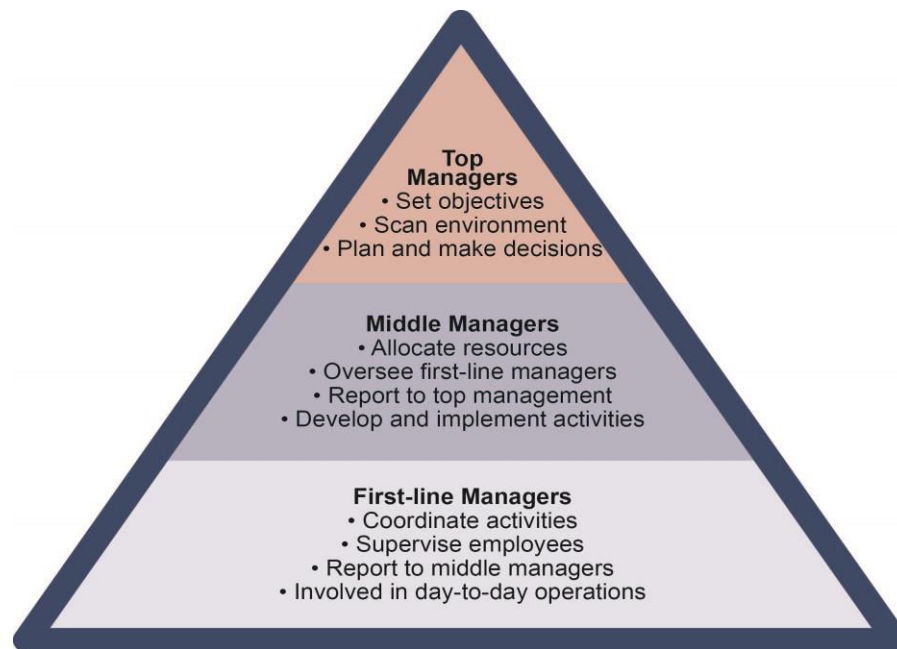 Top
Managers
• Set objectives
• Scan environment
• Plan and make decisions
Middle Managers
• Allocate resources
• Oversee first-line managers
• Report to top management
• Develop and implement activities
First-line Managers
• Coordinate activities
• Supervise employees
• Report to middle managers
• Involved in day-to-day operations